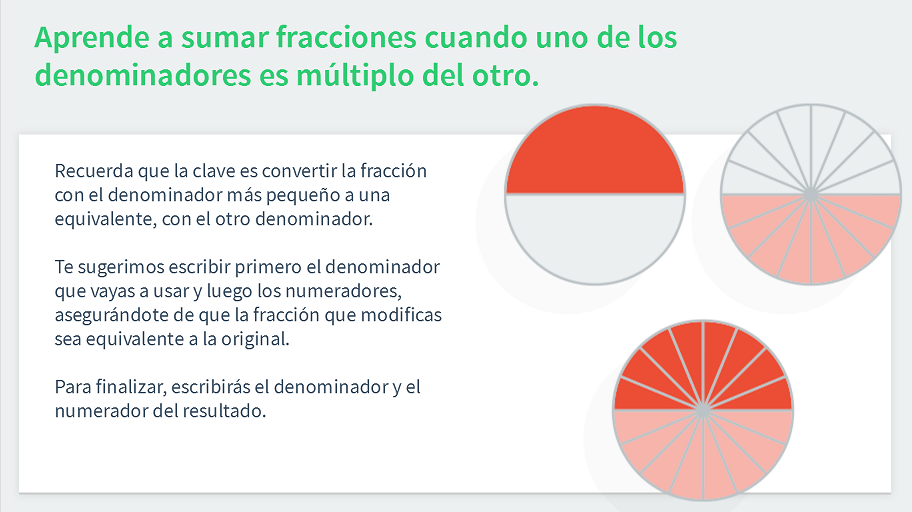 Aprende a sumar fracciones cuando uno de los
denominadores es múltiplo del otro.
Recuerda que la clave es convertir la fracción
con el denominador más pequeño a una
equivalente, con el otro denominador.
Te sugerimos escribir primero el denominador
que vayas a usar y luego los numeradores,
asegurándote de que la fracción que modificas
sea equivalente a la original.
Para finalizar, escribirás el denominador y el
numerador del resultado.